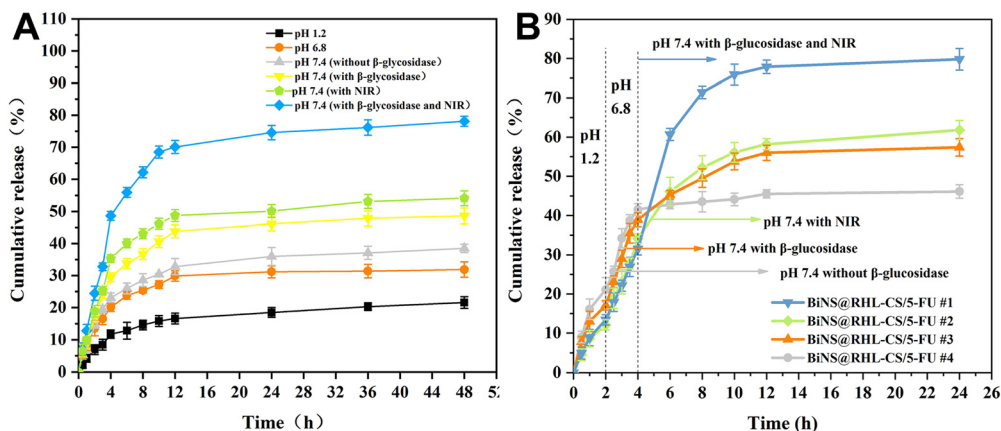 A
110
100
90
80
70
60
50
40
30
20
10
0
0 4 8 12 16 20 24 28 32 36 40 44 48 52
Time（h）
Cumulative release（%）
pH 1.2
pH 6.8
pH 7.4 (without β-glycosidase）
pH 7.4 (with β-glycosidase）
pH 7.4 (with NIR）
pH 7.4 (with β-glycosidase and NIR）
B
90
80
70
60
50
40
30
20
10
0
0 2 4 6 8 10 12 14 16 18 20 22 24 26
Time (h)
Cumulative release（%）
pH 7.4 with β-glucosidase and NIR
pH
6.8
pH
1.2
pH 7.4 with NIR
pH 7.4 with β-glucosidase
pH 7.4 without β-glucosidase
BiNS@RHL-CS/5-FU #1
BiNS@RHL-CS/5-FU #2
BiNS@RHL-CS/5-FU #3
BiNS@RHL-CS/5-FU #4